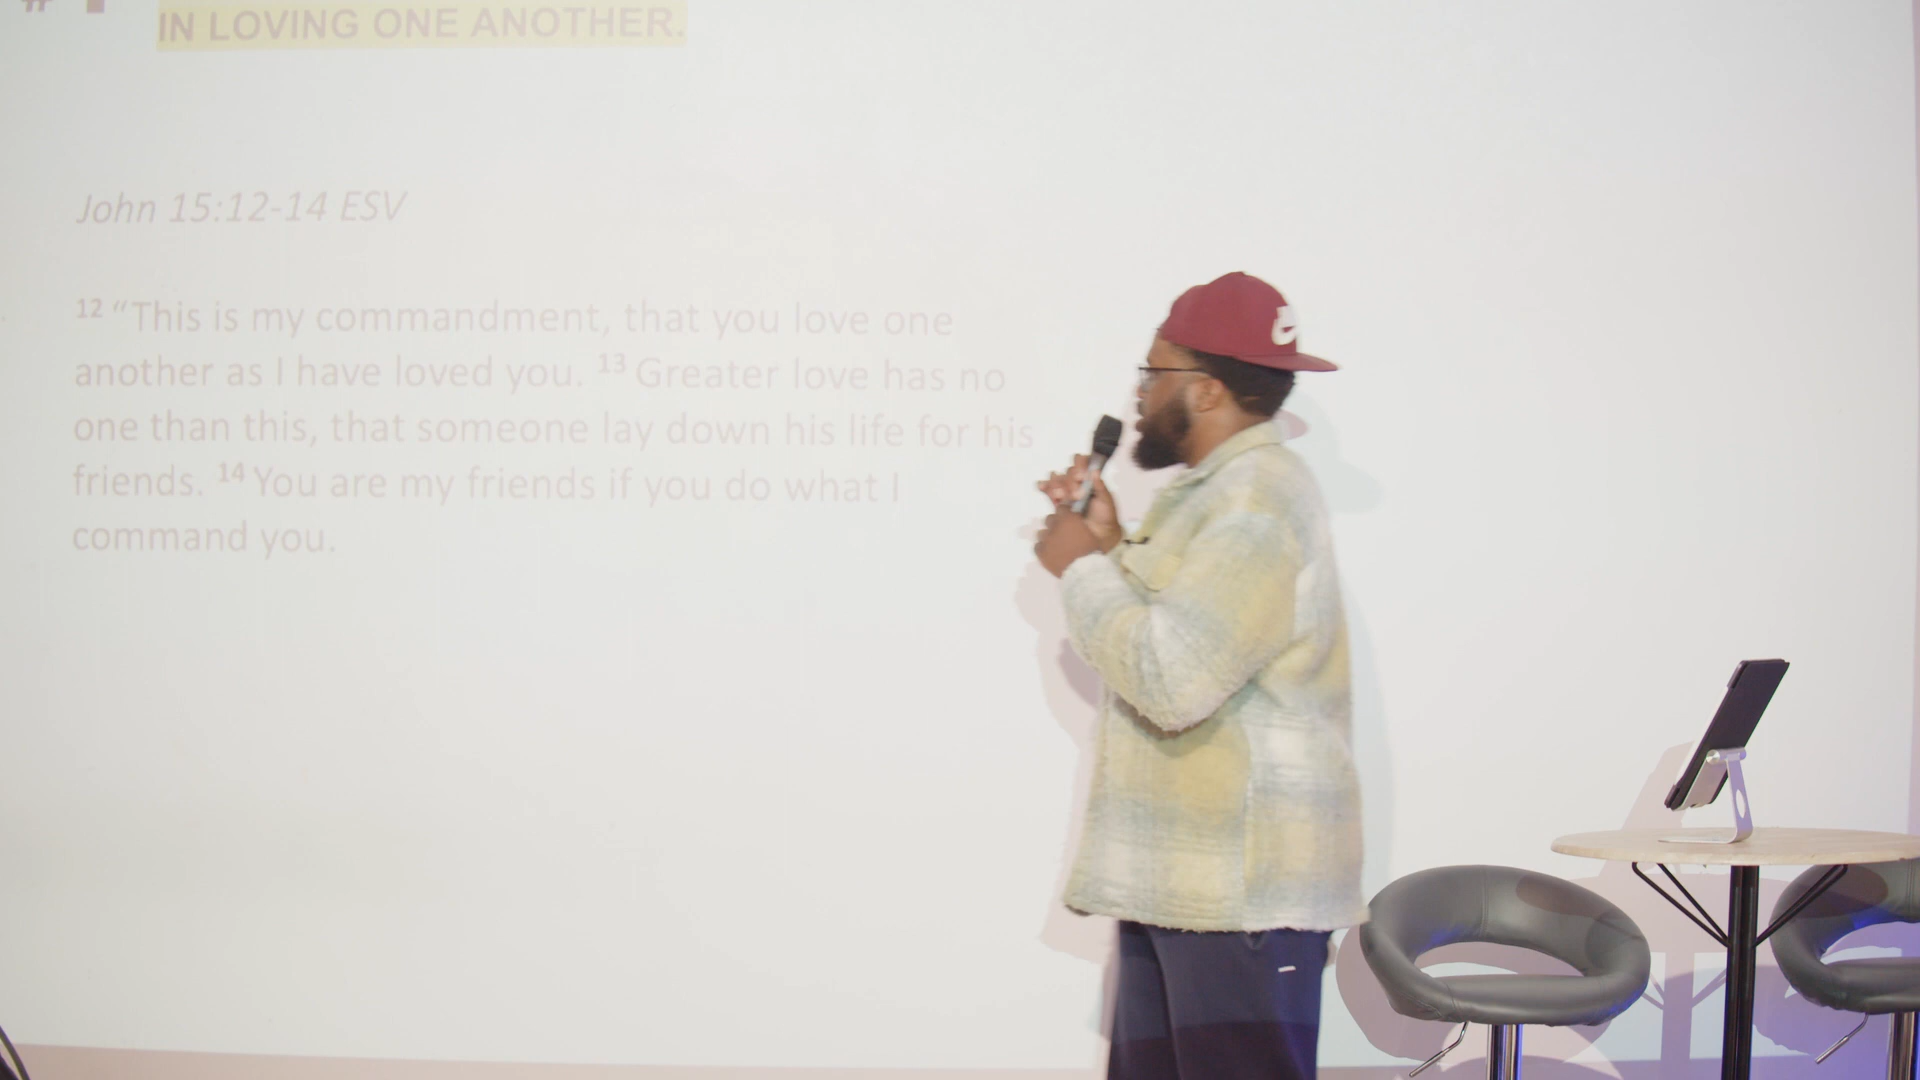 #1
IN LOVING ONE ANOTHER.
John 15:12-14 ESV
12 “This is my commandment, that you love one
another as I have loved you. 13 Greater love has no
one than this, that someone lay down his life for his
friends. 14 You are my friends if you do what I
command you.